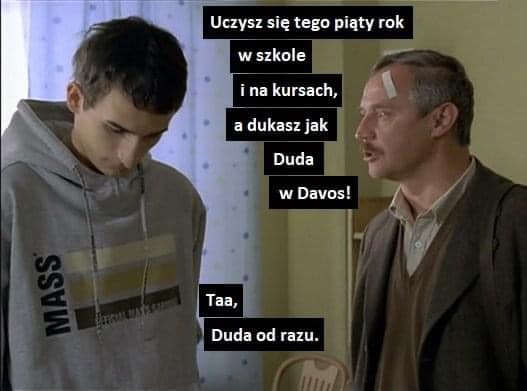 Uczysz się tego piąty rok
w szkole
i na kursach,
a dukasz jak
Duda
w Davos!
MASS
Taa,
Duda od razu.